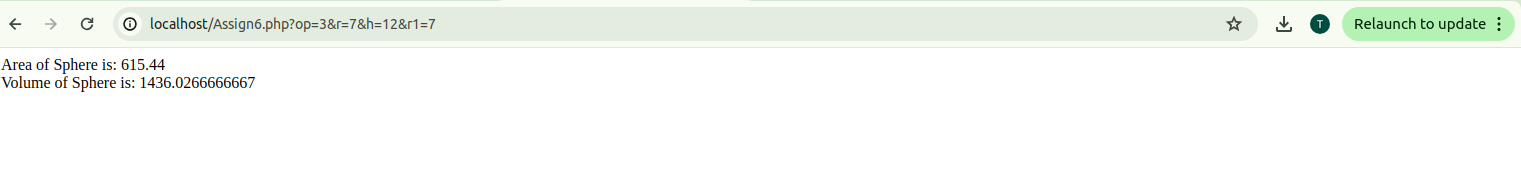 localhost/Assign6.php?op=3&r=7&h=12&r1=7
T
Relaunch to update
Area of Sphere is: 615.44
Volume of Sphere is: 1436.0266666667